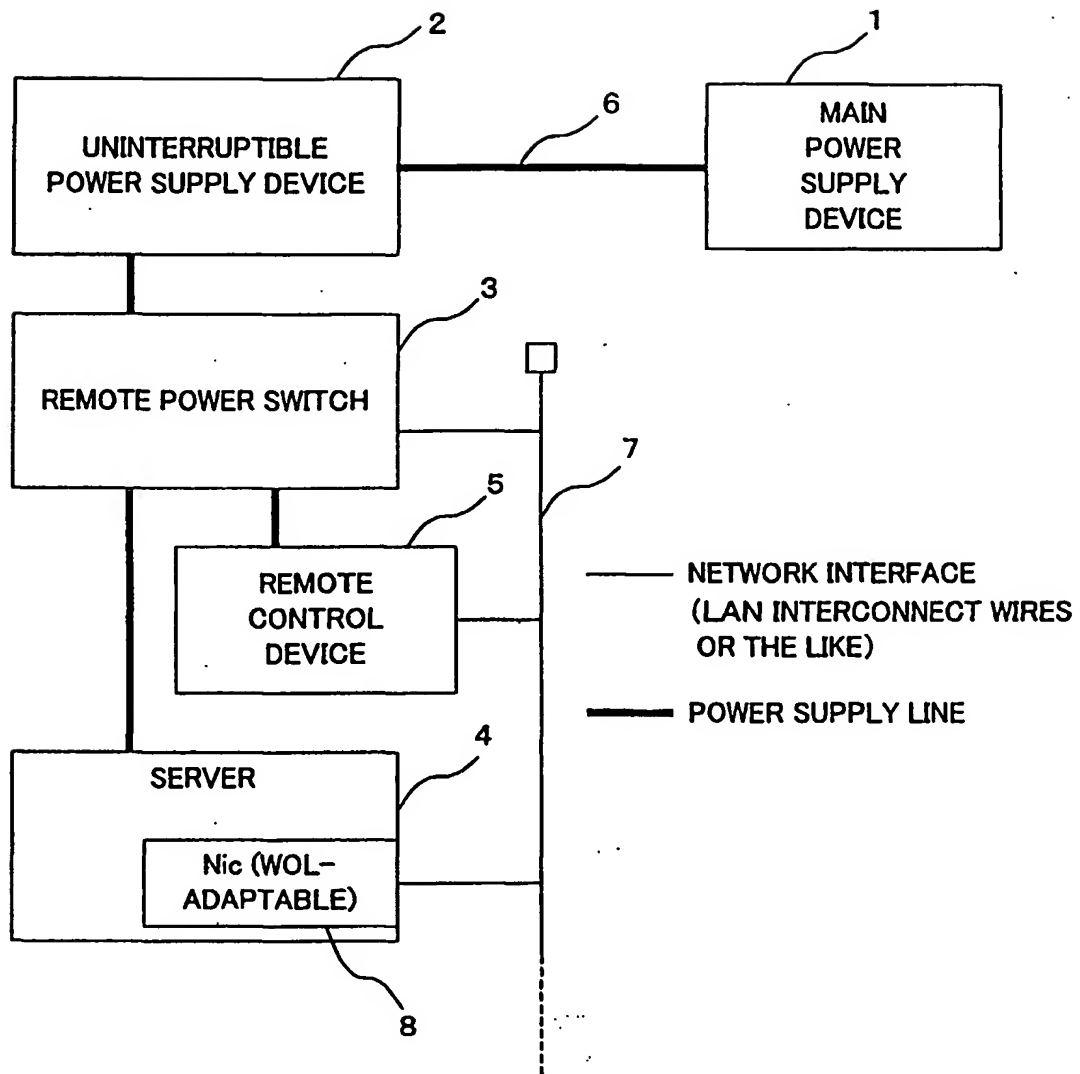 2
1
UNINTERRUPTIBLE
POWER SUPPLY DEVICE
6
MAIN
POWER
SUPPLY
DEVICE
3
REMOTE POWER SWITCH
7
5
REMOTE
CONTROL
DEVICE
NETWORK INTERFACE
(LAN INTERCONNECT WIRES
OR THE LIKE)
POWER SUPPLY LINE
4
SERVER
Nic (WOL-
ADAPTABLE)
8